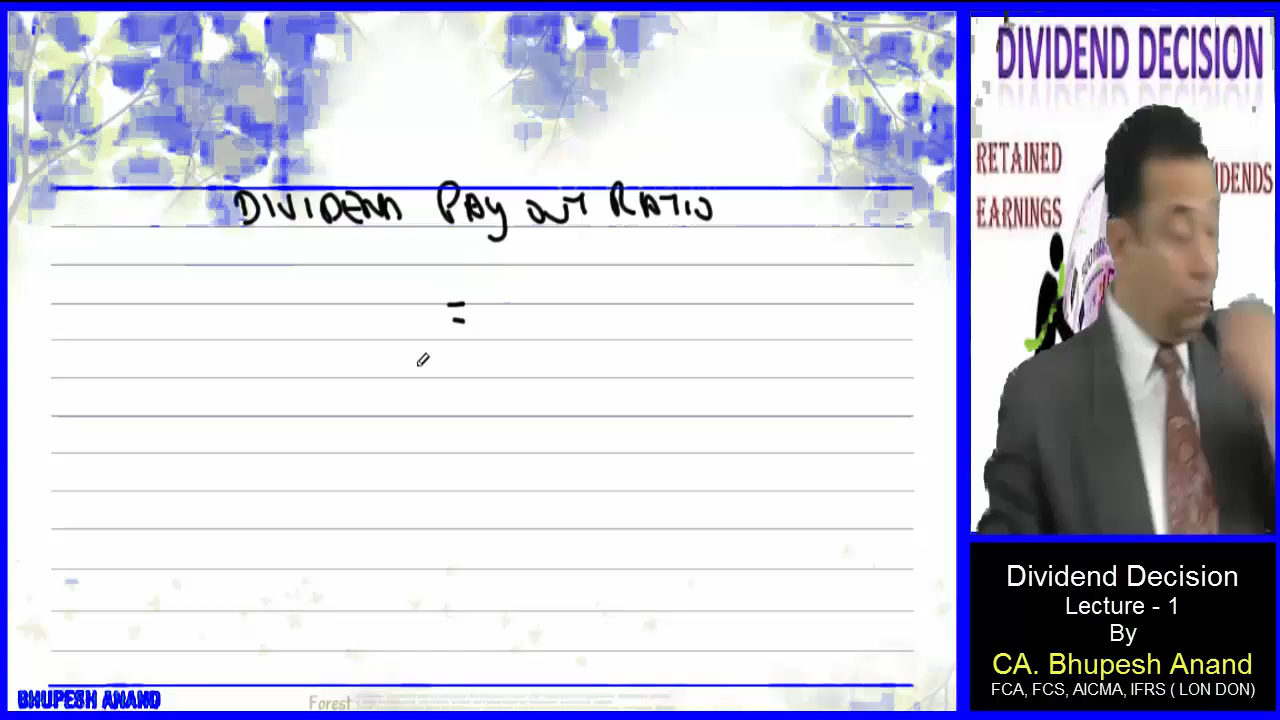 DIVIDEND PAY OUT RATIO
=
BHUPESH ANAND
Forest
DIVIDEND DECISION
RETAINED
EARNINGS
IDENDS
Dividend Decision
Lecture - 1
By
CA. Bhupesh Anand
FCA, FCS, AICMA, IFRS ( LON DON)